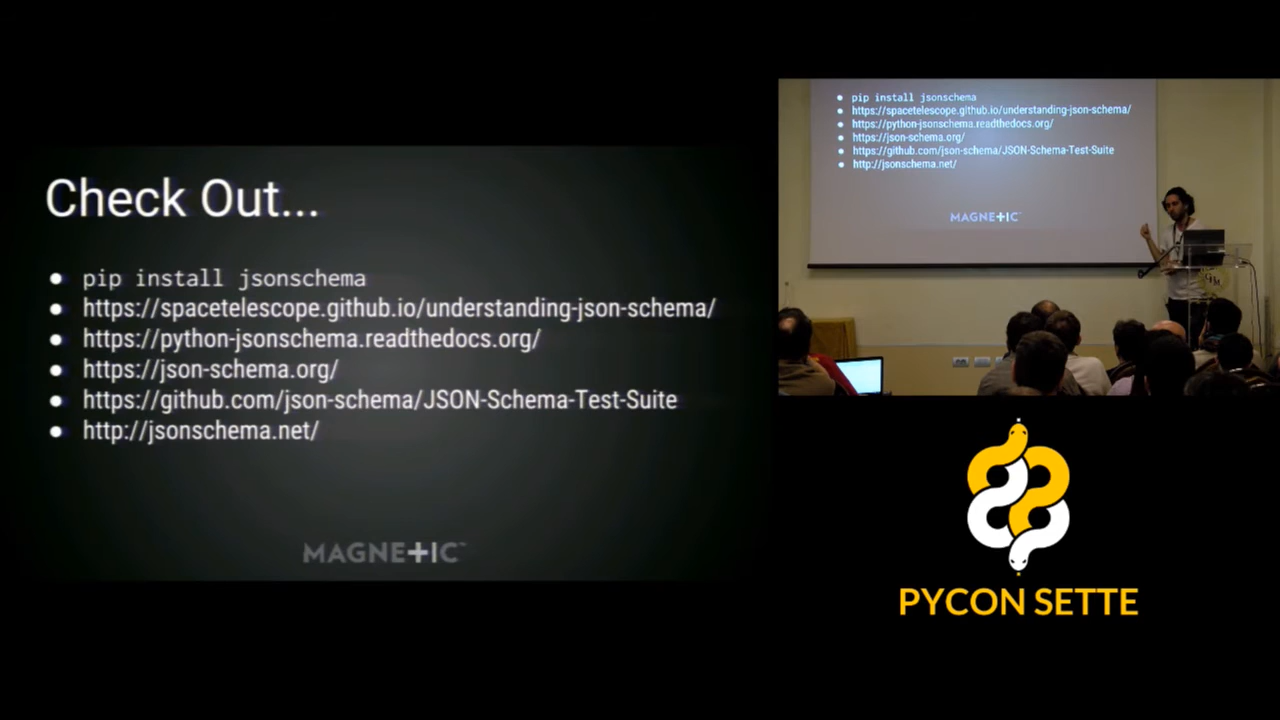 Check Out...
● pip install jsonschema
● https://spacetelescope.github.io/understanding-json-schema/
● https://python-jsonschema.readthedocs.org/
● https://json-schema.org/
● https://github.com/json-schema/JSON-Schema-Test-Suite
● http://jsonschema.net/
MAGNETIC™
● pip install jsonschema
● https://spacetelescope.github.io/understanding-json-schema/
● https://python-jsonschema.readthedocs.org/
● https://json-schema.org/
● https://github.com/json-schema/JSON-Schema-Test-Suite
● http://jsonschema.net/
MAGNETIC™
PYCON SETTE